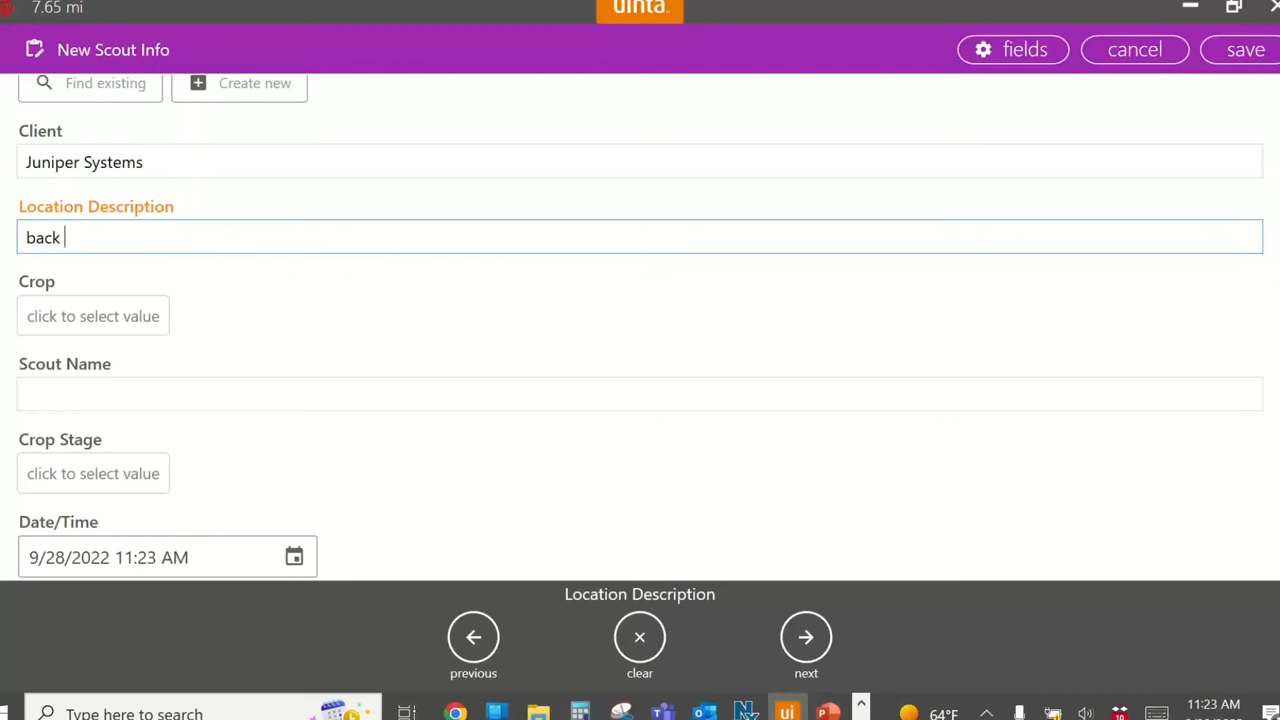 7.65 mi
uinta.
New Scout Info
fields
cancel
save
Find existing
Create new
Client
Juniper Systems
Location Description
back
Crop
click to select value
Scout Name
Crop Stage
click to select value
Date/Time
9/28/2022 11:23 AM
Location Description
previous
clear
next
Type here to search
ui
10
64°F
11:23 AM